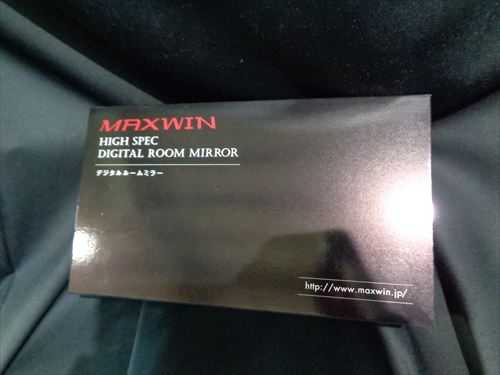 MAXWIN
HIGH SPEC
DIGITAL ROOM MIRROR
デジタルルームミラー
http://www.maxwin.jp/